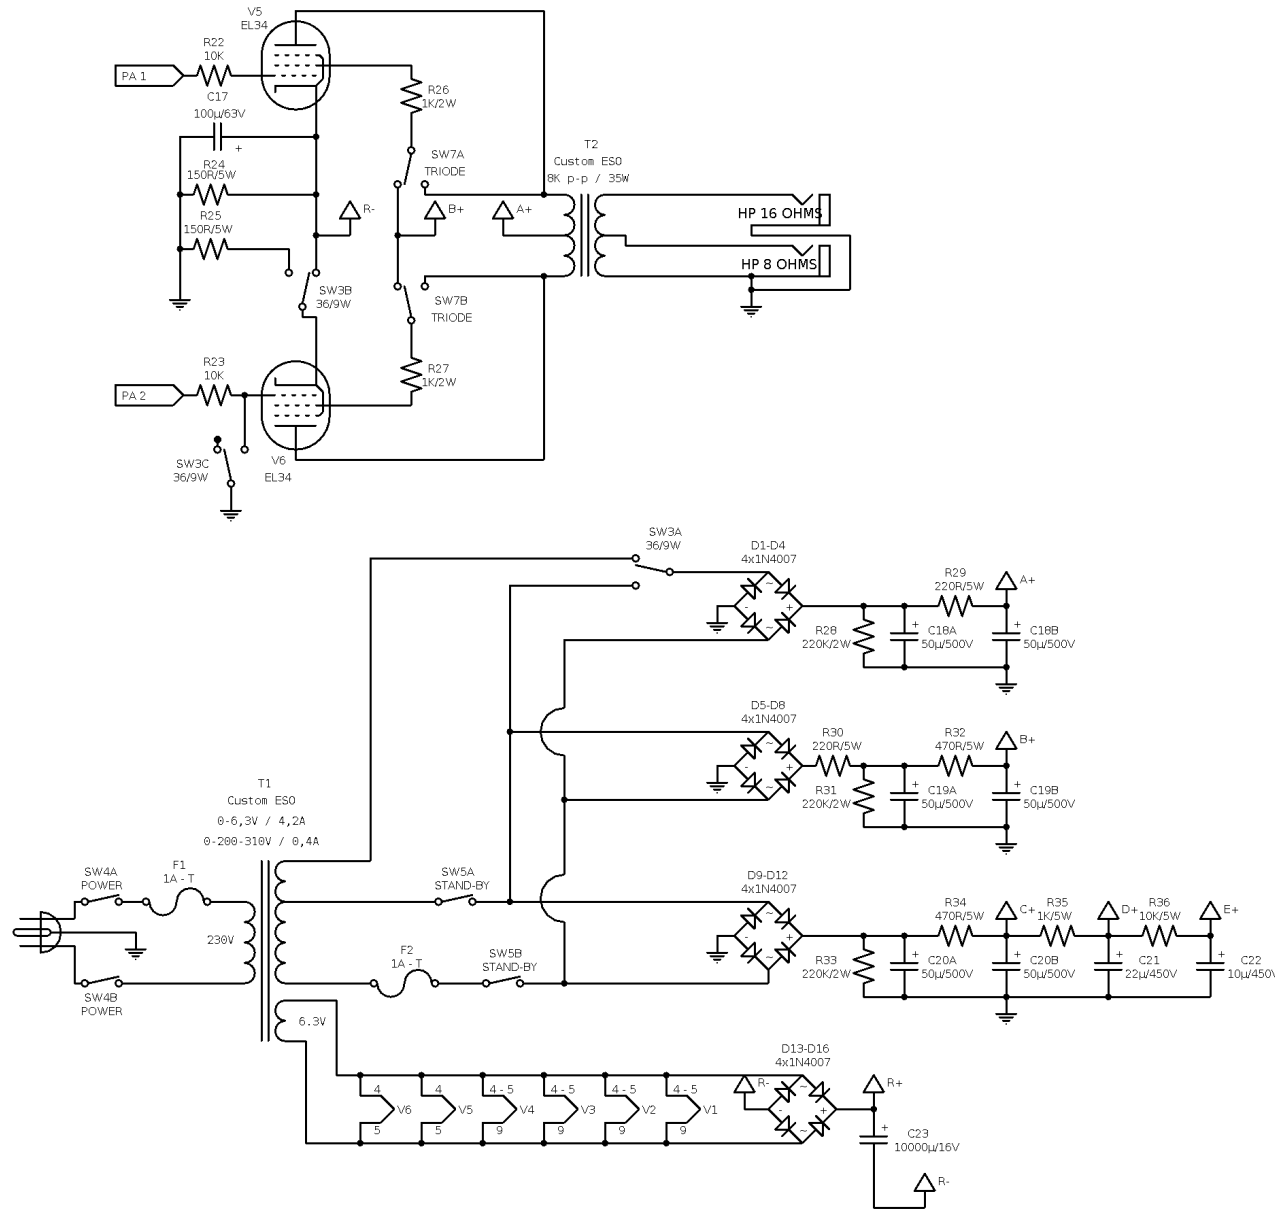 V5
EL34
R22
10K
PA 1
C17
100µ/63V
+
R24
150R/5W
R25
150R/5W
R-
SW3B
36/9W
R26
1K/2W
SW7A
TRIODE
B+
A+
T2
Custom ESO
8K p-p / 35W
HP 16 OHMS
HP 8 OHMS
SW7B
TRIODE
R27
1K/2W
R23
10K
PA 2
SW3C
36/9W
V6
EL34
SW3A
36/9W
D1-D4
4x1N4007
~
-
+
~
R28
220K/2W
+
C18A
50µ/500V
R29
220R/5W
A+
+
C18B
50µ/500V
D5-D8
4x1N4007
~
-
+
~
R30
220R/5W
R31
220K/2W
+
C19A
50µ/500V
R32
470R/5W
B+
+
C19B
50µ/500V
T1
Custom ESO
0-6,3V / 4,2A
0-200-310V / 0,4A
SW4A
POWER
F1
1A - T
230V
SW4B
POWER
SW5A
STAND-BY
F2
1A - T
SW5B
STAND-BY
6.3V
D9-D12
4x1N4007
~
-
+
~
R33
220K/2W
+
C20A
50µ/500V
R34
470R/5W
C+
+
C20B
50µ/500V
R35
1K/5W
D+
+
C21
22µ/450V
R36
10K/5W
E+
+
C22
10µ/450V
4
V6
5
4
V5
5
4 - 5
V4
9
4 - 5
V3
9
4 - 5
V2
9
4 - 5
V1
9
D13-D16
4x1N4007
R-
~
-
+
~
R+
+
C23
10000µ/16V
R-